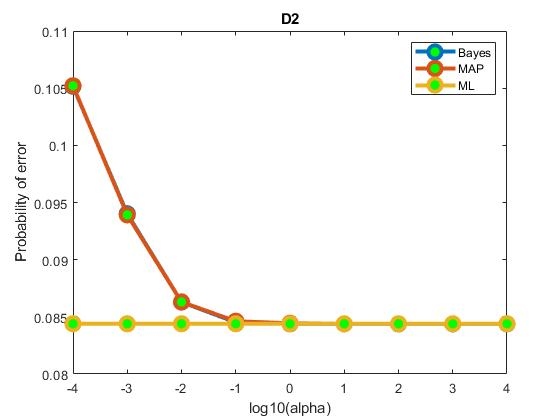 D2
0.11
0.105
0.1
0.095
0.09
0.085
0.08
Probability of error
-4 -3 -2 -1 0 1 2 3 4
log10(alpha)
Bayes
MAP
ML